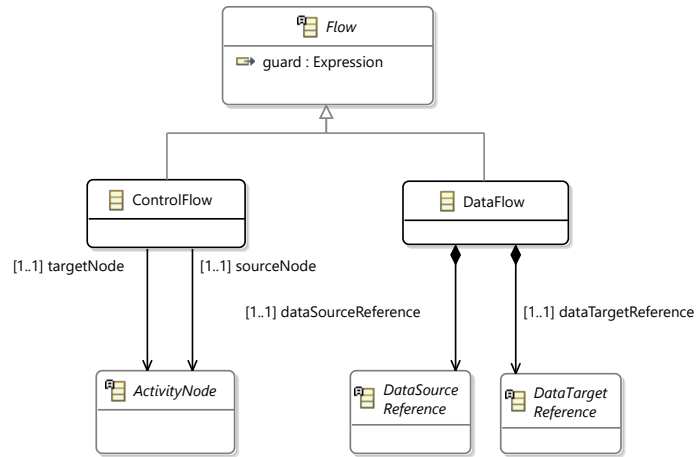 Flow
guard : Expression
ControlFlow
DataFlow
[1..1] targetNode
[1..1] sourceNode
[1..1] dataSourceReference
[1..1] dataTargetReference
ActivityNode
DataSource
Reference
DataTarget
Reference